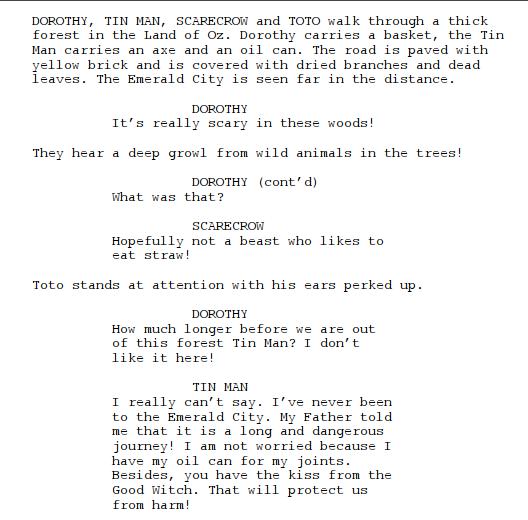 DOROTHY, TIN MAN, SCARECROW and TOTO walk through a thick
forest in the Land of Oz. Dorothy carries a basket, the Tin
Man carries an axe and an oil can. The road is paved with
yellow brick and is covered with dried branches and dead
leaves. The Emerald City is seen far in the distance.
DOROTHY
It's really scary in these woods!
They hear a deep growl from wild animals in the trees!
DOROTHY (cont'd)
What was that?
SCARECROW
Hopefully not a beast who likes to
eat straw!
Toto stands at attention with his ears perked up.
DOROTHY
How much longer before we are out
of this forest Tin Man? I don't
like it here!
TIN MAN
I really can't say. I've never been
to the Emerald City. My Father told
me that it is a long and dangerous
journey! I am not worried because I
have my oil can for my joints.
Besides, you have the kiss from the
Good Witch. That will protect us
from harm!